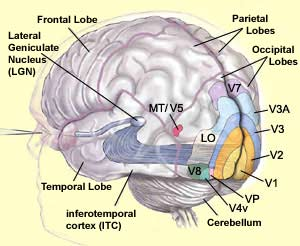 Frontal Lobe
Parietal
Lobes
Lateral
Geniculate
Nucleus
(LGN)
Occipital
Lobes
V7
MT/ V5
V3A
LO
V3
V8
V2
V1
Temporal Lobe
VP
V4v
inferotemporal
cortex (ITC)
Cerebellum